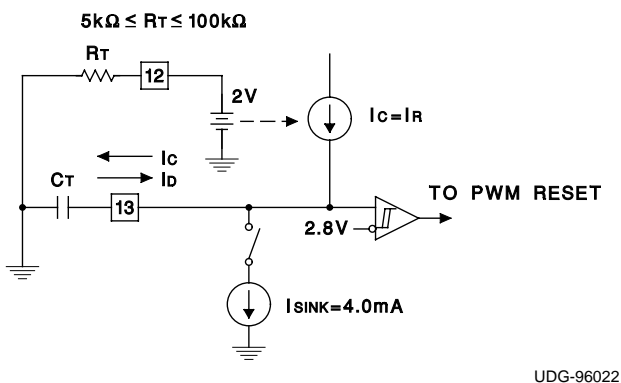 5kΩ ≤ RT ≤ 100kΩ
RT
12
2V
IC=IR
IC
ID
CT
13
2.8V
TO PWM RESET
ISINK=4.0mA
UDG-96022